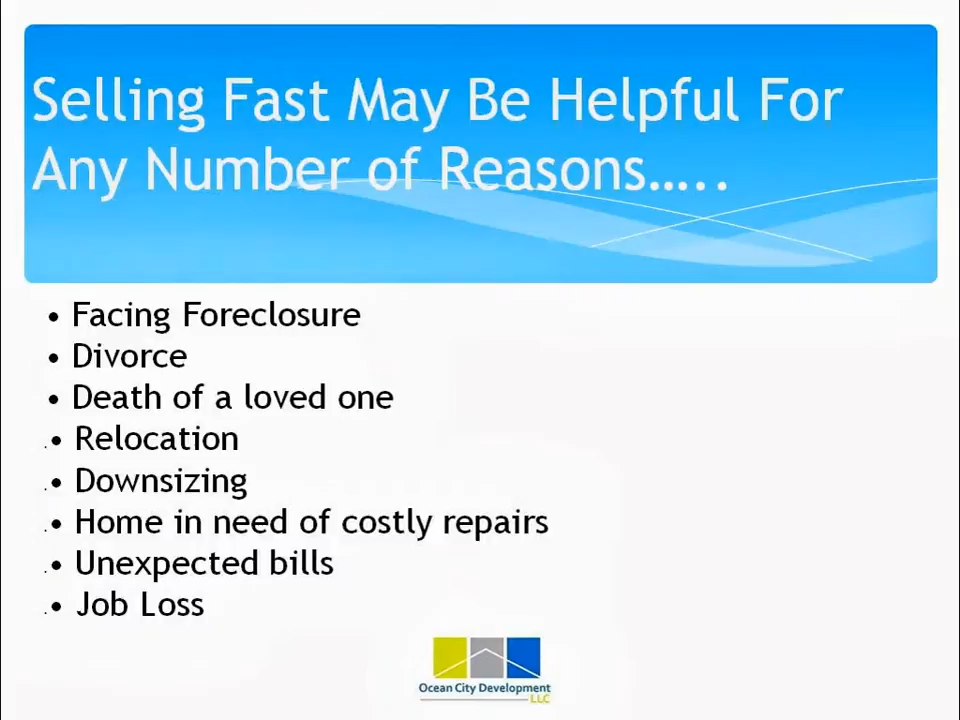 Selling Fast May Be Helpful For
Any Number of Reasons.....
• Facing Foreclosure
• Divorce
• Death of a loved one
• Relocation
• Downsizing
• Home in need of costly repairs
• Unexpected bills
• Job Loss
Ocean City Development
LLC